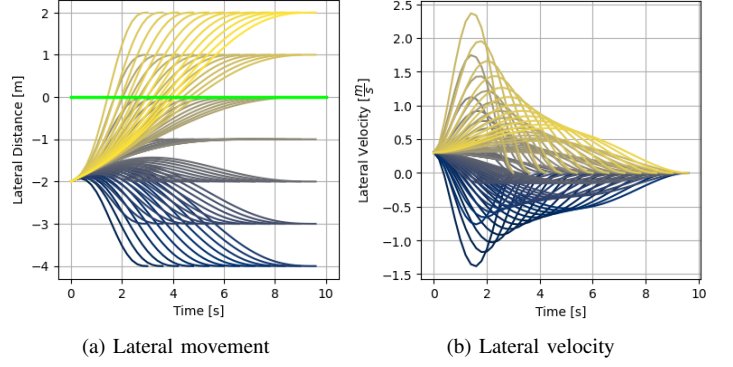 2
1
0
−1
−2
−3
−4
Lateral Distance [m]
0 2 4 6 8 10
Time [s]
2.5
2.0
1.5
1.0
0.5
0.0
−0.5
−1.0
−1.5
Lateral Velocity [m/s]
0 2 4 6 8 10
Time [s]
(a) Lateral movement
(b) Lateral velocity